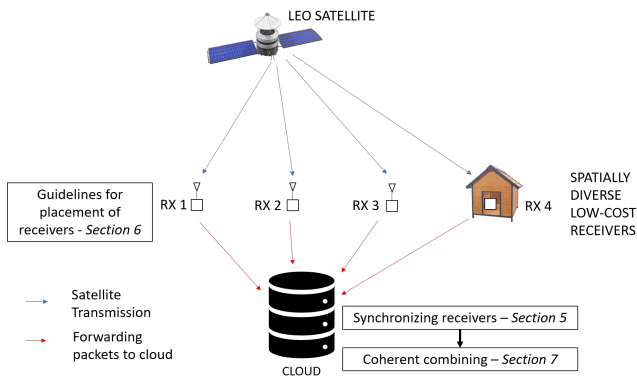 LEO SATELLITE
Guidelines for
placement of
receivers - Section 6
RX 1
RX 2
RX 3
RX 4
SPATIALLY
DIVERSE
LOW-COST
RECEIVERS
Satellite
Transmission
Forwarding
packets to cloud
CLOUD
Synchronizing receivers – Section 5
Coherent combining – Section 7